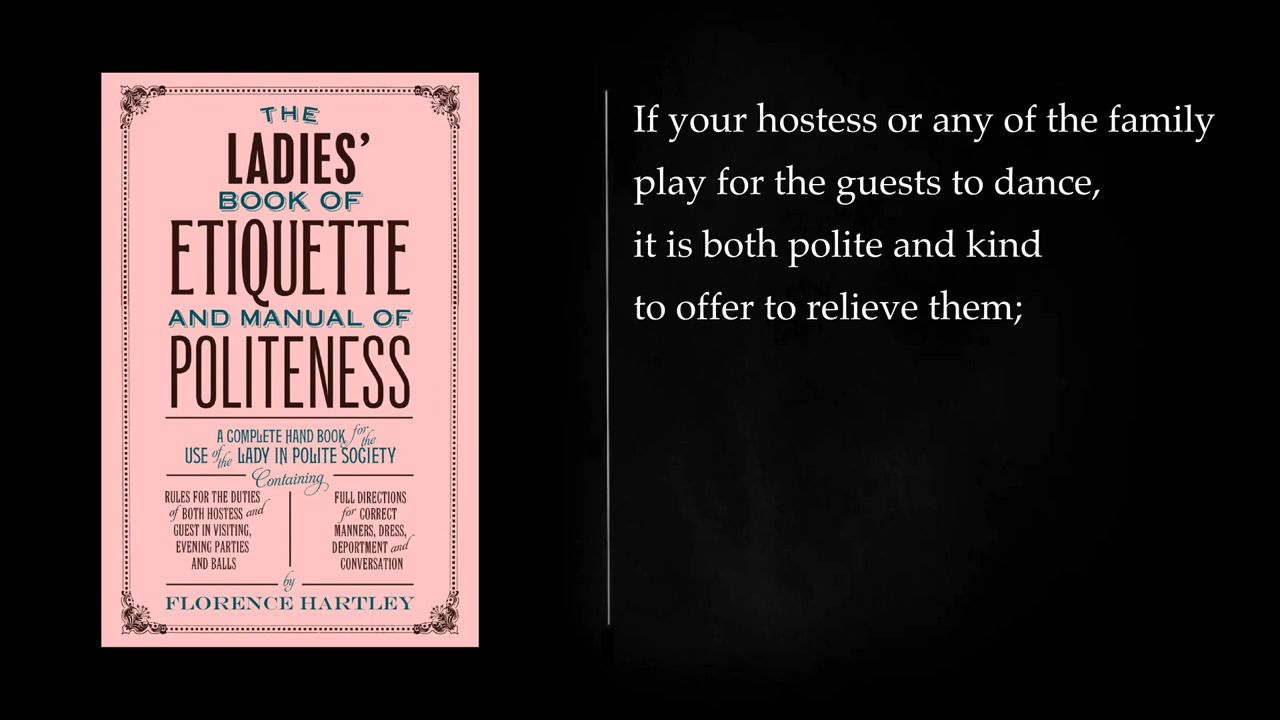 THE
LADIES'
BOOK OF
ETIQUETTE
AND MANUAL OF
POLITENESS
A COMPLETE HAND BOOK for the
USE of the LADY IN POLITE SOCIETY
Containing
RULES FOR THE DUTIES
of BOTH HOSTESS and
GUEST IN VISITING,
EVENING PARTIES
AND BALLS
FULL DIRECTIONS
for CORRECT
MANNERS, DRESS,
DEPORTMENT and
CONVERSATION
by
FLORENCE HARTLEY
If your hostess or any of the family
play for the guests to dance,
it is both polite and kind
to offer to relieve them;